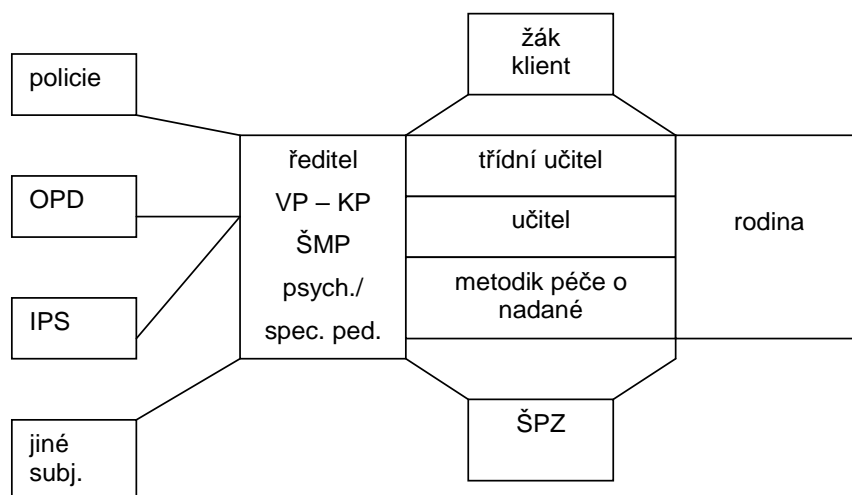 žák
klient
policie
ředitel
VP – KP
ŠMP
psych./
spec. ped.
třídní učitel
učitel
metodik péče o
nadané
rodina
OPD
IPS
jiné
subj.
ŠPZ